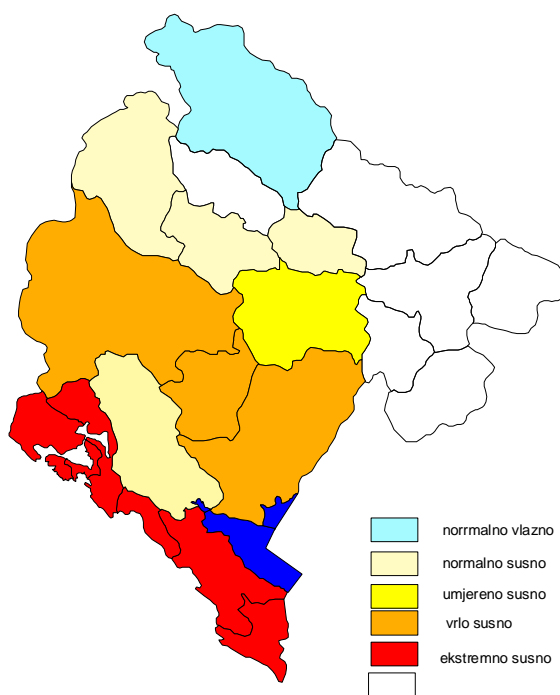 norrmalno vlazno
normalno susno
umjereno susno
vrlo susno
ekstremno susno